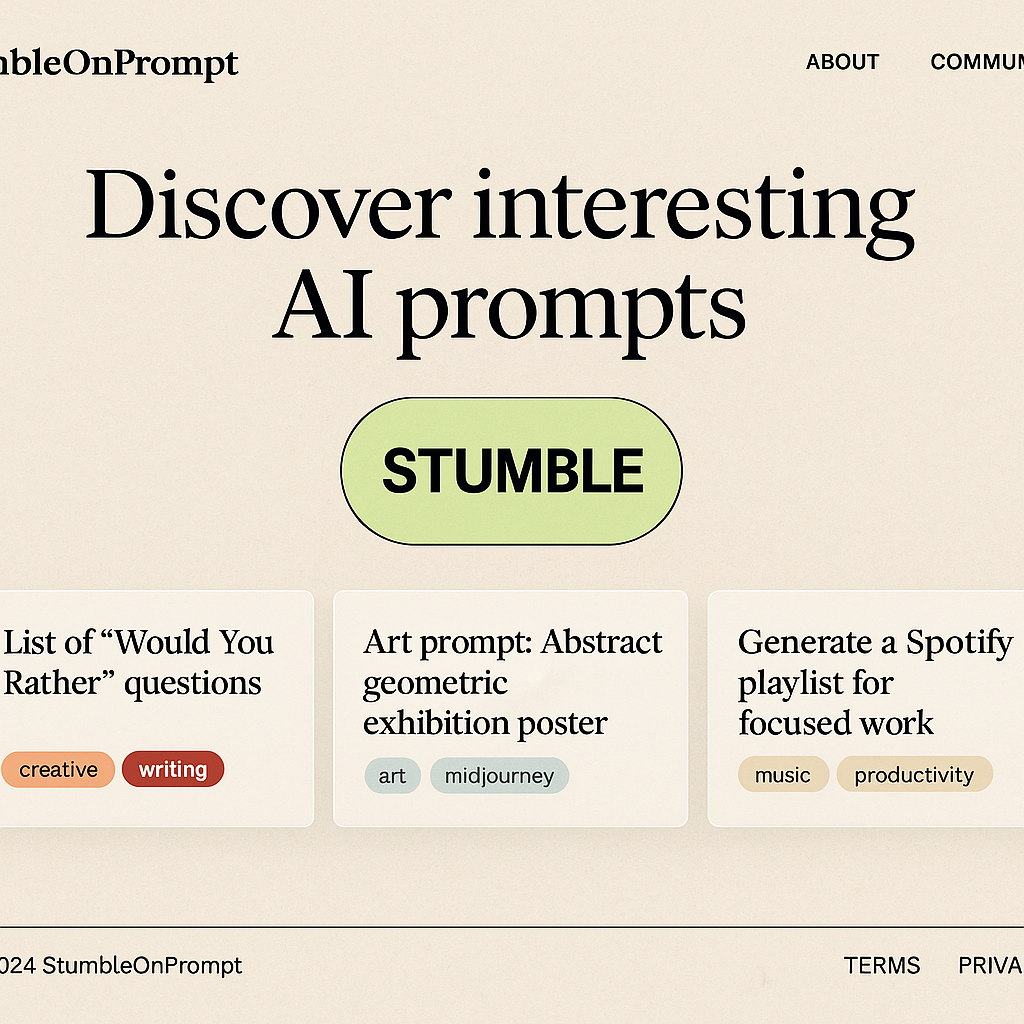 mbleOnPrompt ABOUT COMMUN
Discover interesting
AI prompts
STUMBLE
List of “Would You
Rather” questions
creative writing
Art prompt: Abstract
geometric
exhibition poster
art midjourney
Generate a Spotify
playlist for
focused work
music productivity
024 StumbleOnPrompt TERMS PRIVA